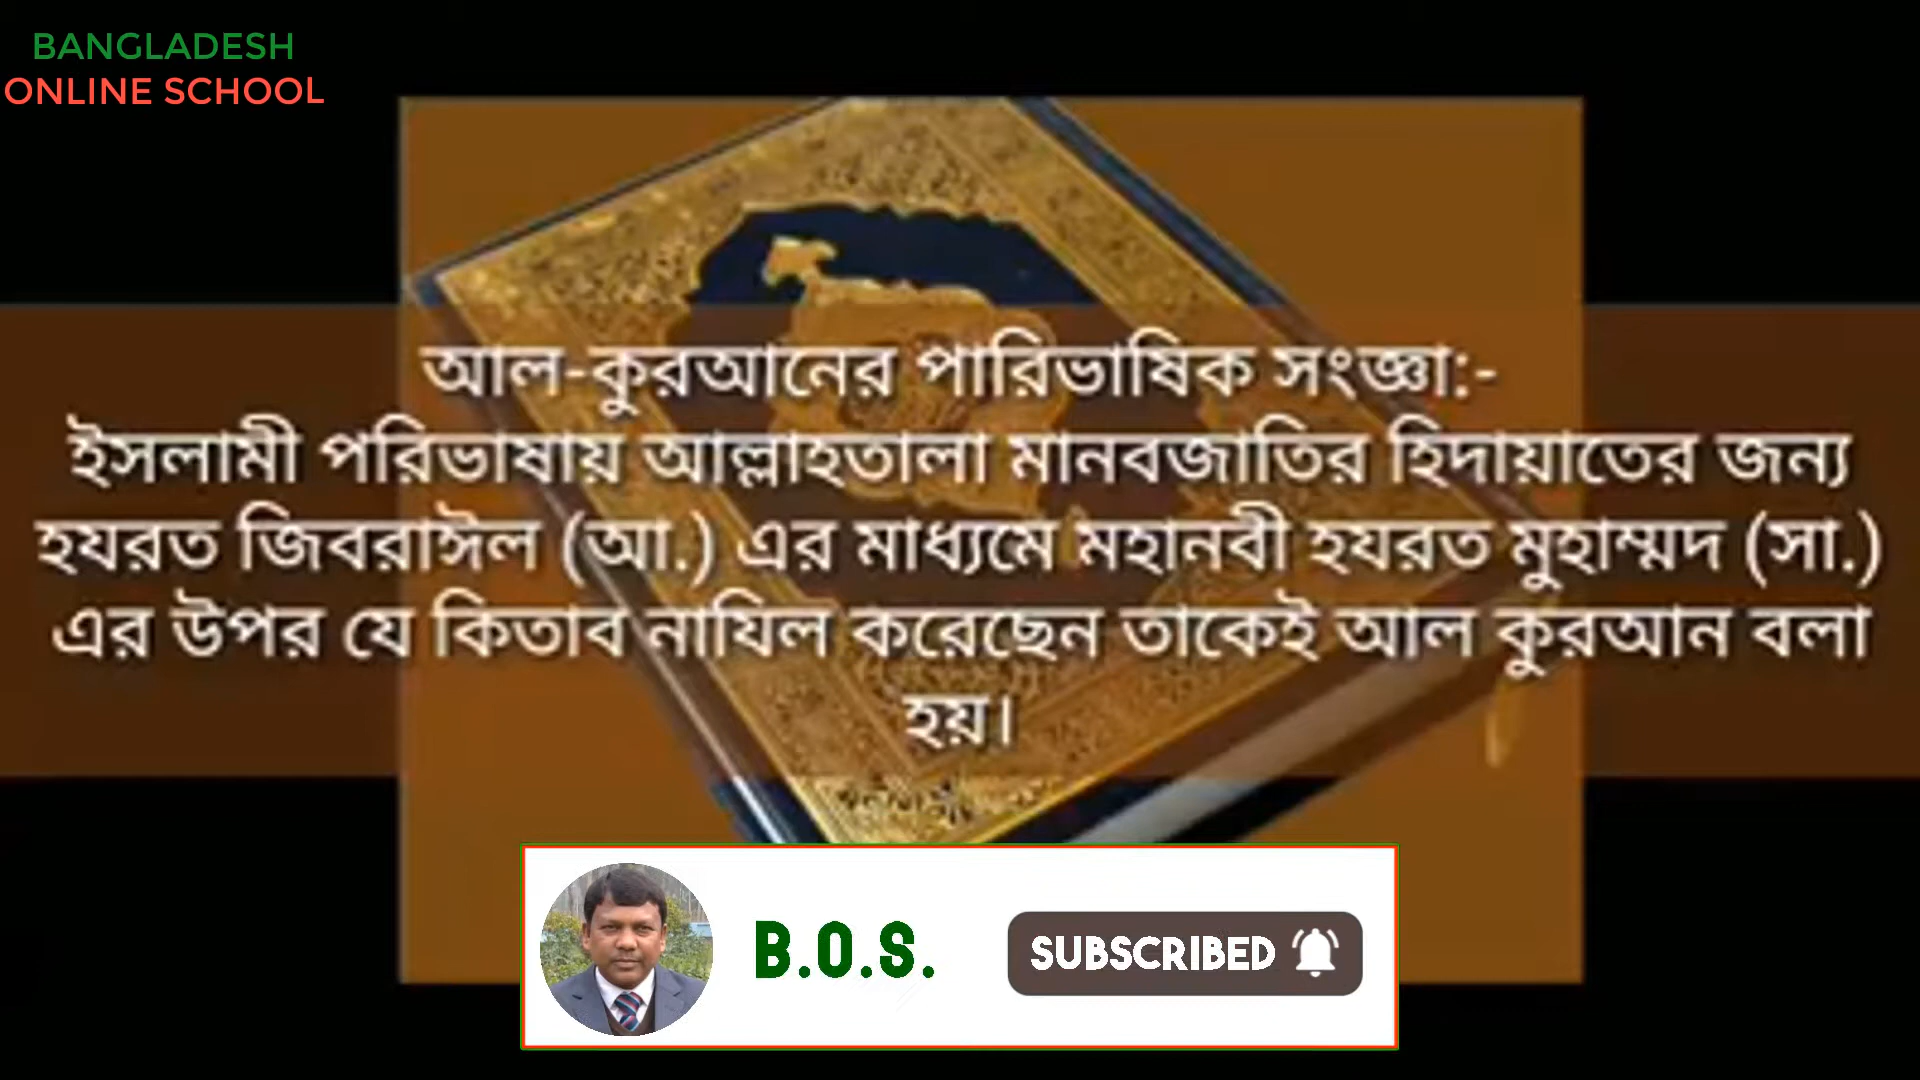 BANGLADESH
ONLINE SCHOOL
আল-কুরআনের পারিভাষিক সংজ্ঞা:-
ইসলামী পরিভাষায় আল্লাহতালা মানবজাতির হিদায়াতের জন্য
হযরত জিবরাঈল (আ.) এর মাধ্যমে মহানবী হযরত মুহাম্মদ (সা.)
এর উপর যে কিতাব নাযিল করেছেন তাকেই আল কুরআন বলা
হয়।
B.O.S.
SUBSCRIBED